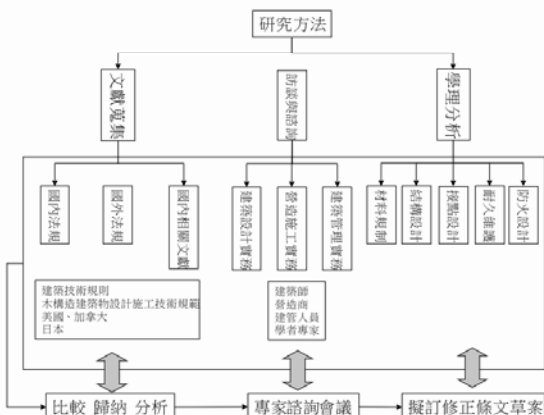 研究方法
文獻蒐集
訪談與諮詢
學理分析
國內法規
國外法規
國內相關文獻
建築設計實務
營造施工實務
建築管理實務
材料規制
結構設計
接點設計
耐久維護
防火設計
建築技術規則
木構造建築物設計施工技術規範
美國、加拿大
日本
建築師
營造商
建管人員
學者專家
比較 歸納 分析
專家諮詢會議
擬訂修正條文草案